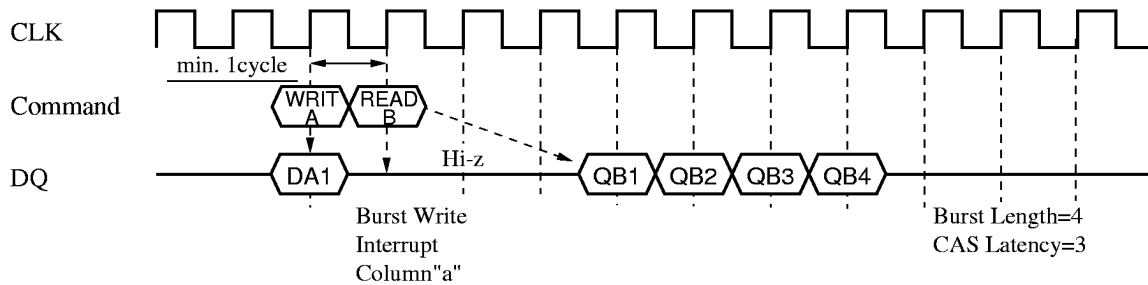 CLK
min. 1cycle
Command
WRIT
A
READ
B
DQ
DA1
Hi-z
QB1
QB2
QB3
QB4
Burst Write
Interrupt
Column"a"
Burst Length=4
CAS Latency=3